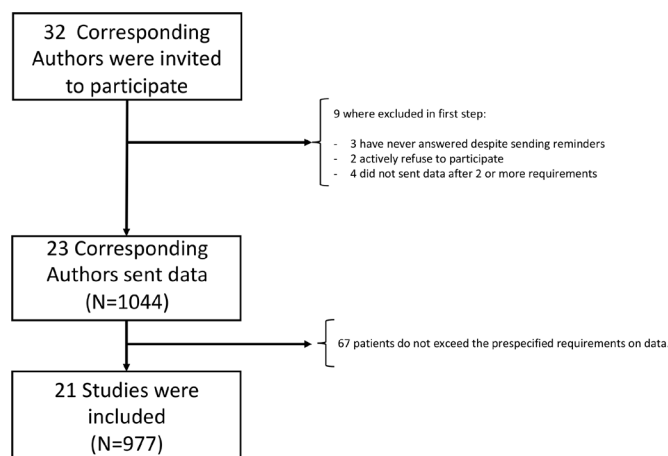 32 Corresponding
Authors were invited
to participate
9 where excluded in first step:
- 3 have never answered despite sending reminders
- 2 actively refuse to participate
- 4 did not sent data after 2 or more requirements
23 Corresponding
Authors sent data
(N=1044)
67 patients do not exceed the prespecified requirements on data
21 Studies were
included
(N=977)